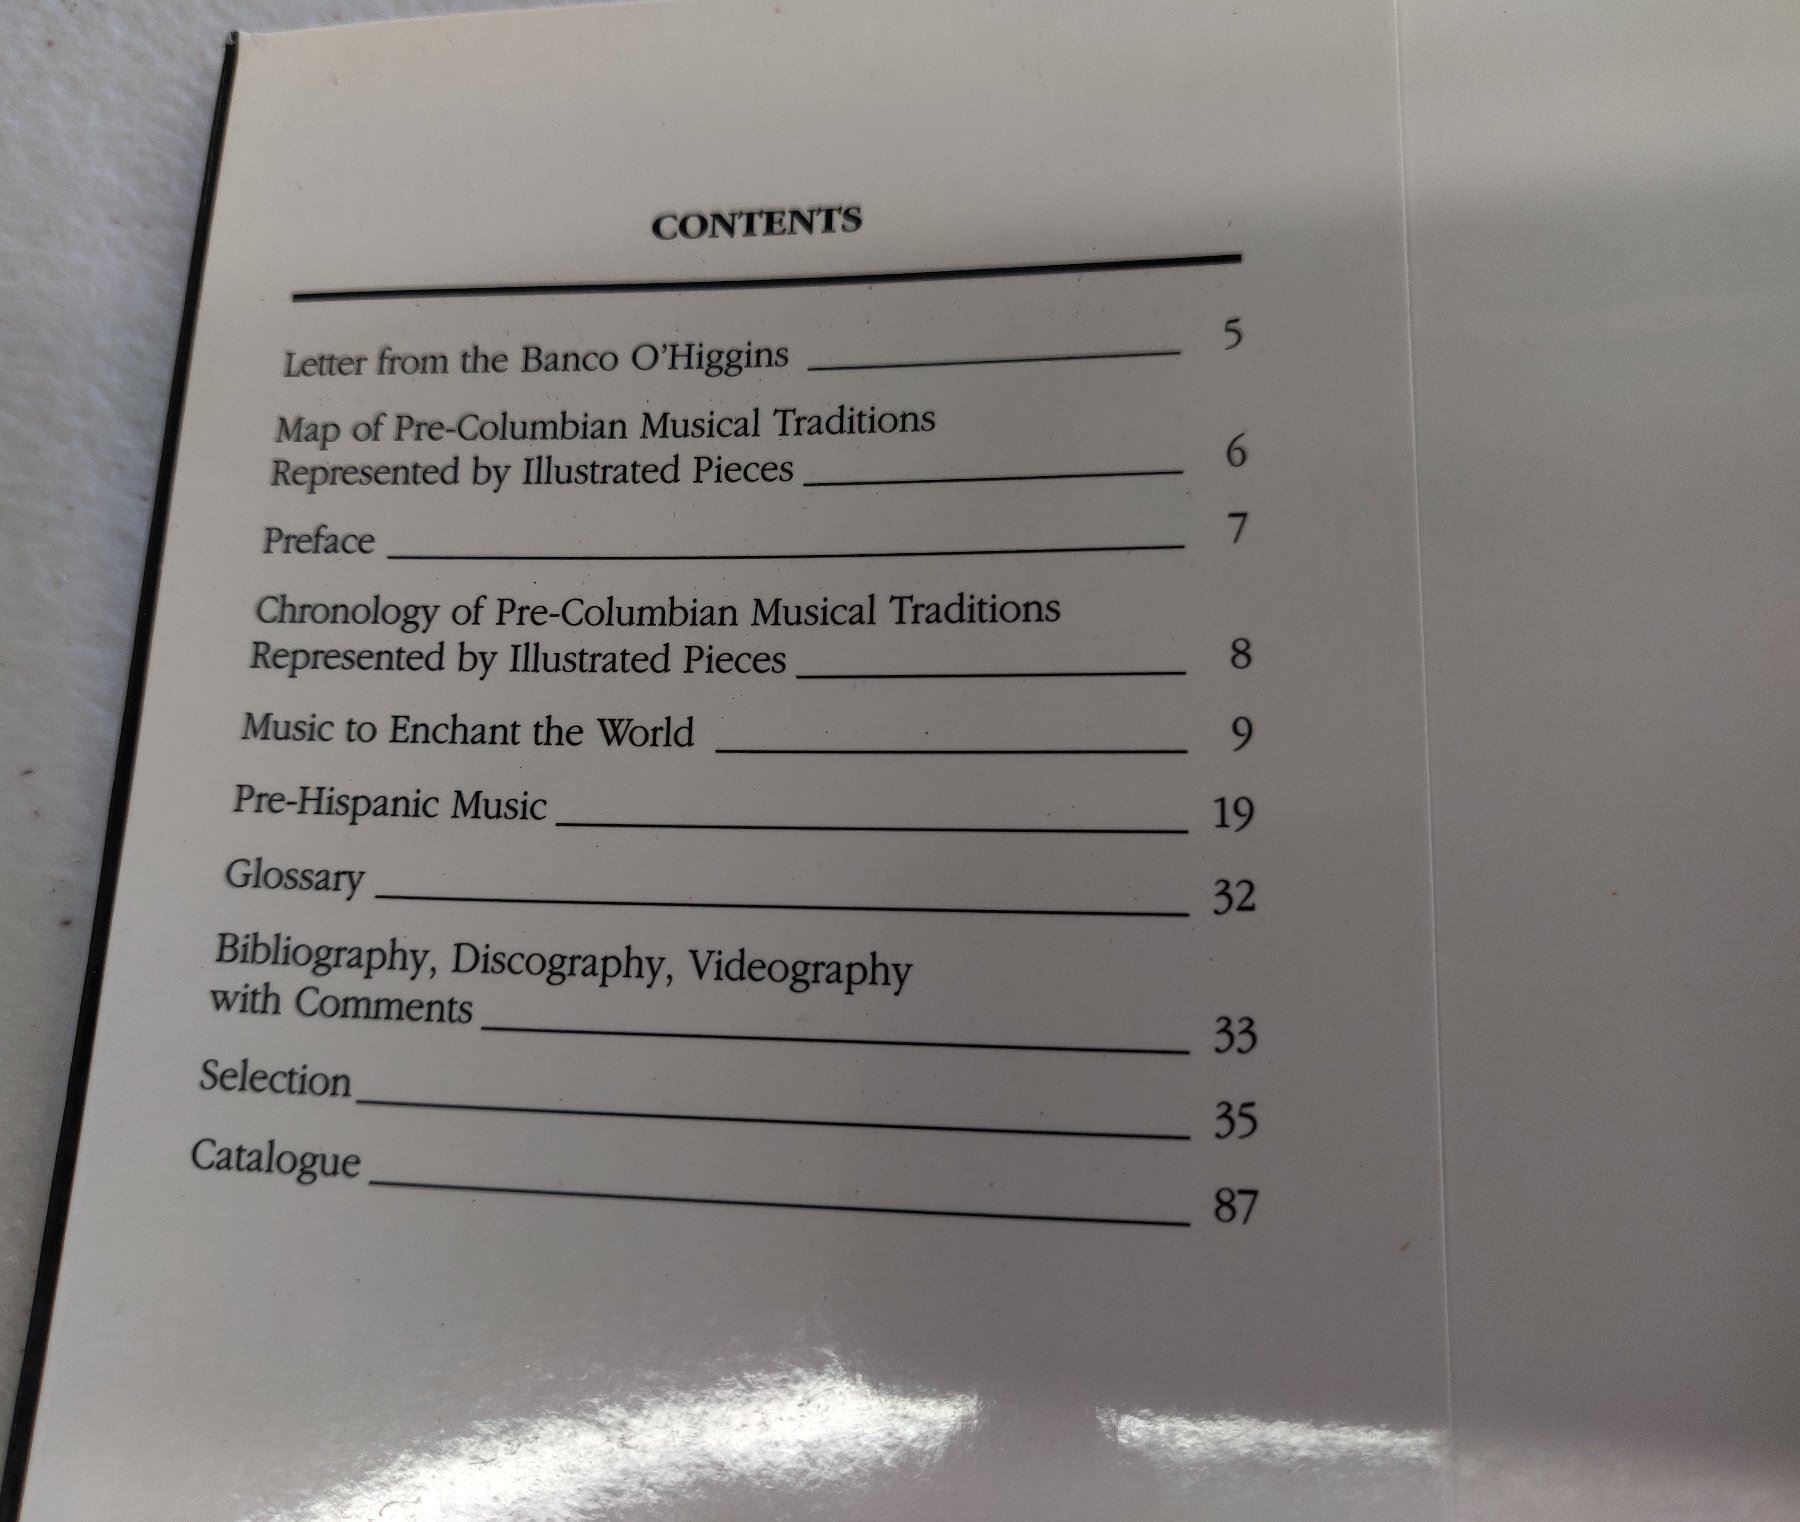 CONTENTS
Letter from the Banco O'Higgins 5
Map of Pre-Columbian Musical Traditions
Represented by Illustrated Pieces 6
Preface 7
Chronology of Pre-Columbian Musical Traditions
Represented by Illustrated Pieces 8
Music to Enchant the World 9
Pre-Hispanic Music 19
Glossary 32
Bibliography, Discography, Videography
with Comments 33
Selection 35
Catalogue 87